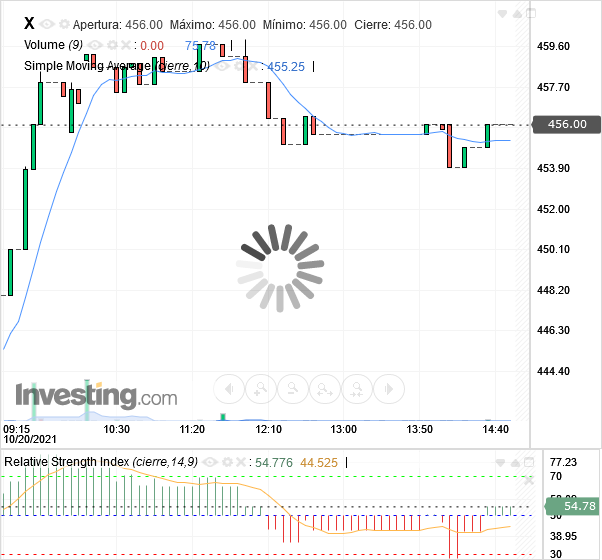 X Apertura: 456.00 Máximo: 456.00 Mínimo: 456.00 Cierre: 456.00
Volume (9) : 0.00 75.78
Simple Moving Average (cierre,10) : 455.25
459.60
457.70
456.00
453.90
452.00
450.10
448.20
446.30
444.40
Investing.com
09:15 10:30 11:20 12:10 13:00 13:50 14:40
10/20/2021
Relative Strength Index (cierre,14,9) : 54.776 44.525
77.23
70
54.78
50
38.95
30